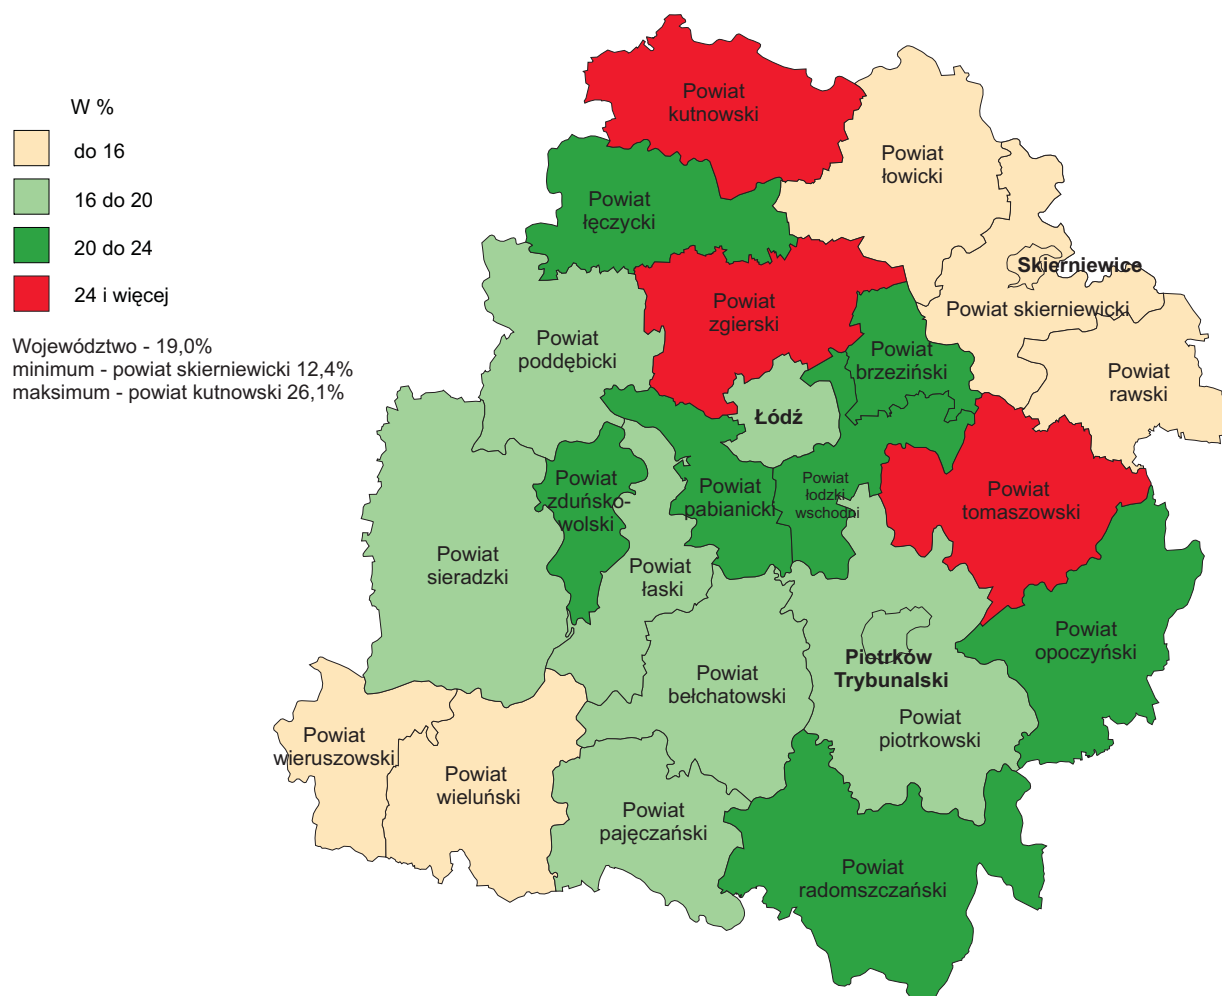 W %
do 16
16 do 20
20 do 24
24 i więcej
Województwo - 19,0%
minimum - powiat skierniewicki 12,4%
maksimum - powiat kutnowski 26,1%
Powiat
kutnowski
Powiat
łowicki
Powiat
łęczycki
Skierniewice
Powiat skierniewicki
Powiat
zgierski
Powiat
poddębicki
Powiat
brzeziński
Powiat
rawski
Łódź
Powiat
zduńsko-
wolski
Powiat
pabianicki
Powiat
łodzki
wschodni
Powiat
tomaszowski
Powiat
sieradzki
Powiat
łaski
Powiat
opoczyński
Piotrków
Trybunalski
Powiat
bełchatowski
Powiat
piotrkowski
Powiat
wieruszowski
Powiat
wieluński
Powiat
pajęczański
Powiat
radomszczański